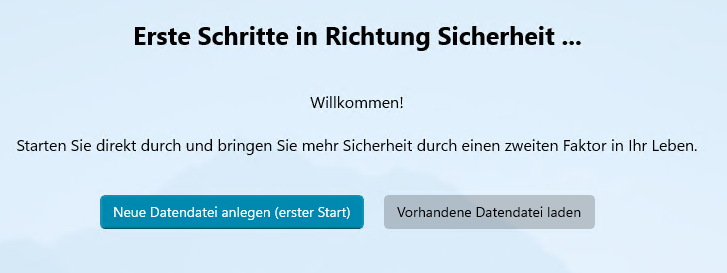 Erste Schritte in Richtung Sicherheit ...
Willkommen!
Starten Sie direkt durch und bringen Sie mehr Sicherheit durch einen zweiten Faktor in Ihr Leben.
Neue Datendatei anlegen (erster Start)
Vorhandene Datendatei laden